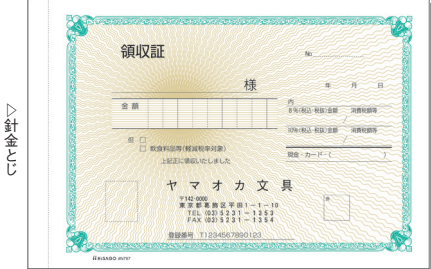 ▷針金とじ
領収証
No
様
年 月 日
金額
内
8%(税込・税抜)金額 消費税額等
10%(税込・税抜)金額 消費税額等
但 □
□ 飲食料品等(軽減税率対象)
上記正に領収いたしました
現金・カード・( )
ヤマオカ文具
〒142-0000
東京都葛飾区平田1-1-10
TEL (03) 5231-1353
FAX (03) 5231-1354
登録番号 T1234567890123
HISAGO